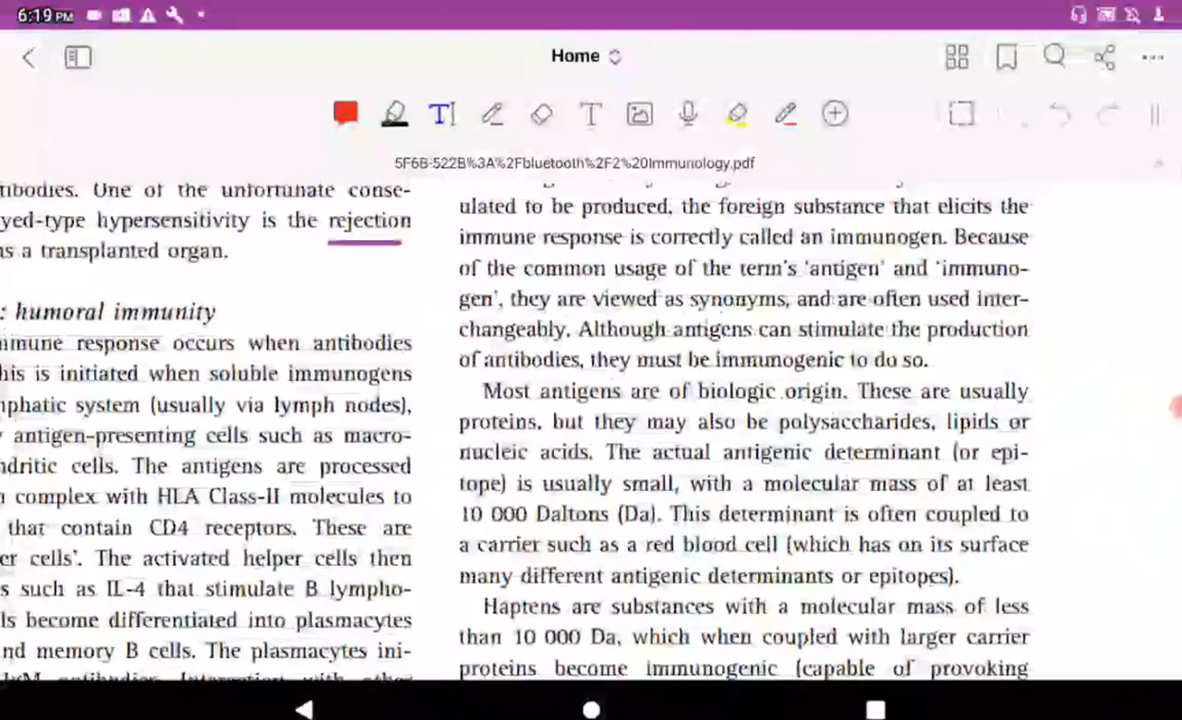 6:19 PM
Home
5F6B-522B%3A%2Fbluetooth%2F2%20Immunology.pdf
tibodies. One of the unfortunate conse-
yed-type hypersensitivity is the rejection
s a transplanted organ.
: humoral immunity
mmune response occurs when antibodies
his is initiated when soluble immunogens
nphatic system (usually via lymph nodes),
antigen-presenting cells such as macro-
ndritic cells. The antigens are processed
n complex with HLA Class-II molecules to
that contain CD4 receptors. These are
er cells'. The activated helper cells then
s such as IL-4 that stimulate B lympho-
ls become differentiated into plasmacytes
nd memory B cells. The plasmacytes ini-
ulated to be produced, the foreign substance that elicits the
immune response is correctly called an immunogen. Because
of the common usage of the term's 'antigen' and 'immuno-
gen', they are viewed as synonyms, and are often used inter-
changeably. Although antigens can stimulate the production
of antibodies, they must be immunogenic to do so.
Most antigens are of biologic origin. These are usually
proteins, but they may also be polysaccharides, lipids or
nucleic acids. The actual antigenic determinant (or epi-
tope) is usually small, with a molecular mass of at least
10 000 Daltons (Da). This determinant is often coupled to
a carrier such as a red blood cell (which has on its surface
many different antigenic determinants or epitopes).
Haptens are substances with a molecular mass of less
than 10 000 Da, which when coupled with larger carrier
proteins become immunogenic (capable of provoking